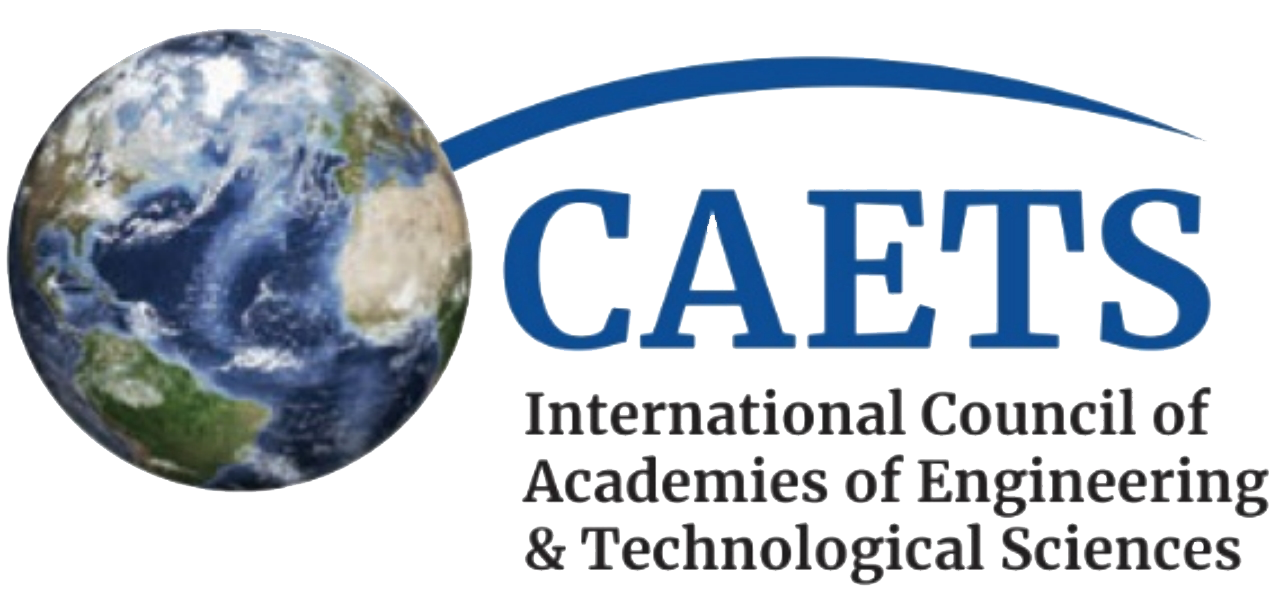 CAETS
International Council of
Academies of Engineering
& Technological Sciences